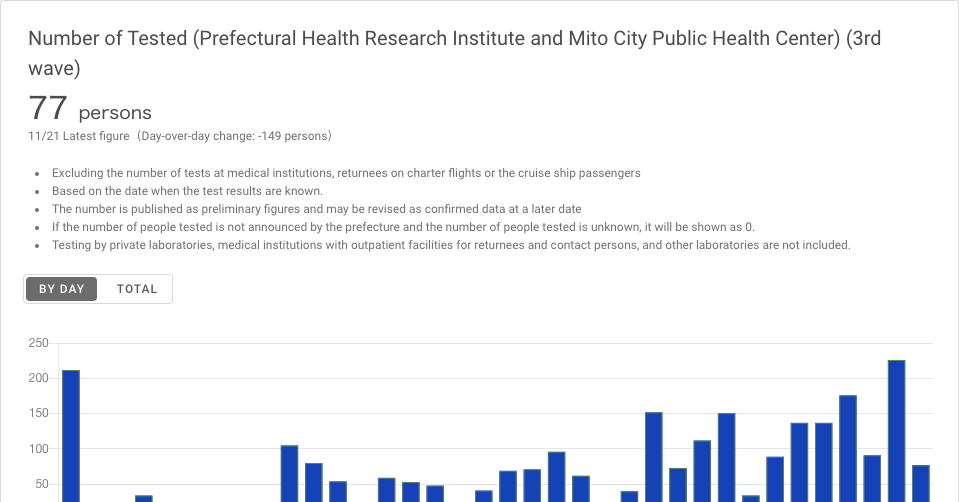 Number of Tested (Prefectural Health Research Institute and Mito City Public Health Center) (3rd
wave)
77 persons
11/21 Latest figure（Day-over-day change: -149 persons）
• Excluding the number of tests at medical institutions, returnees on charter flights or the cruise ship passengers
• Based on the date when the test results are known.
• The number is published as preliminary figures and may be revised as confirmed data at a later date
• If the number of people tested is not announced by the prefecture and the number of people tested is unknown, it will be shown as 0.
• Testing by private laboratories, medical institutions with outpatient facilities for returnees and contact persons, and other laboratories are not included.
BY DAY TOTAL
250
200
150
100
50